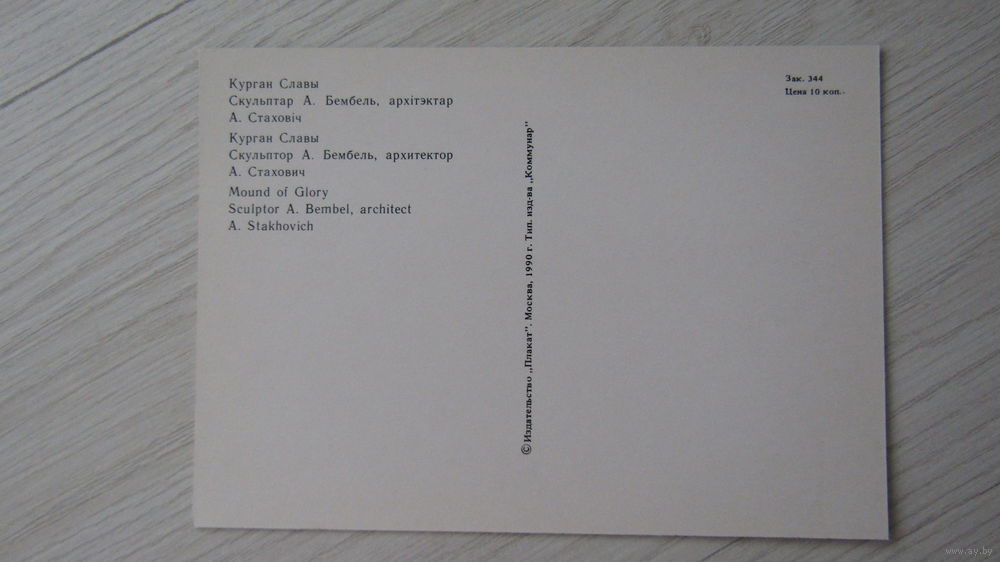 Курган Славы
Скульптар А. Бембель, архітэктар
А. Стаховіч
Курган Славы
Скульптор А. Бембель, архитектор
А. Стахович
Mound of Glory
Sculptor A. Bembel, architect
A. Stakhovich
© Издательство „Плакат". Москва, 1990 г. Тип. изд-ва „Коммунар"
Зак. 344
Цена 10 коп.-
www.ay.by